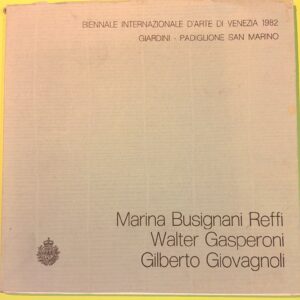 BIENNALE INTERNAZIONALE D'ARTE DI VENEZIA 1982
GIARDINI - PADIGLIONE SAN MARINO
Marina Busignani Reffi
Walter Gasperoni
Gilberto Giovagnoli